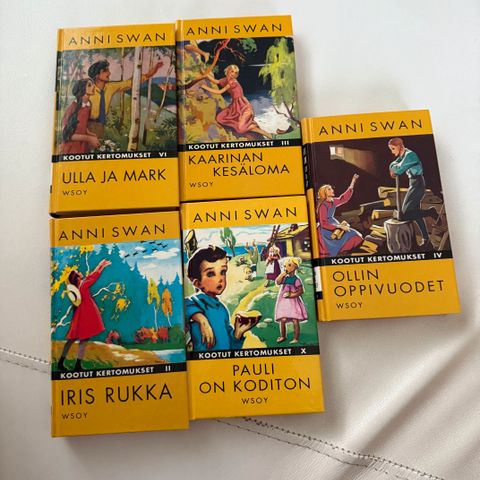 ANNI SWAN
KOOTUT KERTOMUKSET VI
ULLA JA MARK
WSOY
ANNI SWAN
KOOTUT KERTOMUKSET III
KAARINAN
KESÄLOMA
WSOY
ANNI SWAN
KOOTUT KERTOMUKSET IV
OLLIN
OPPIVUODET
WSOY
ANNI SWAN
KOOTUT KERTOMUKSET II
IRIS RUKKA
WSOY
ANNI SWAN
KOOTUT KERTOMUKSET X
PAULI
ON KODITON
WSOY